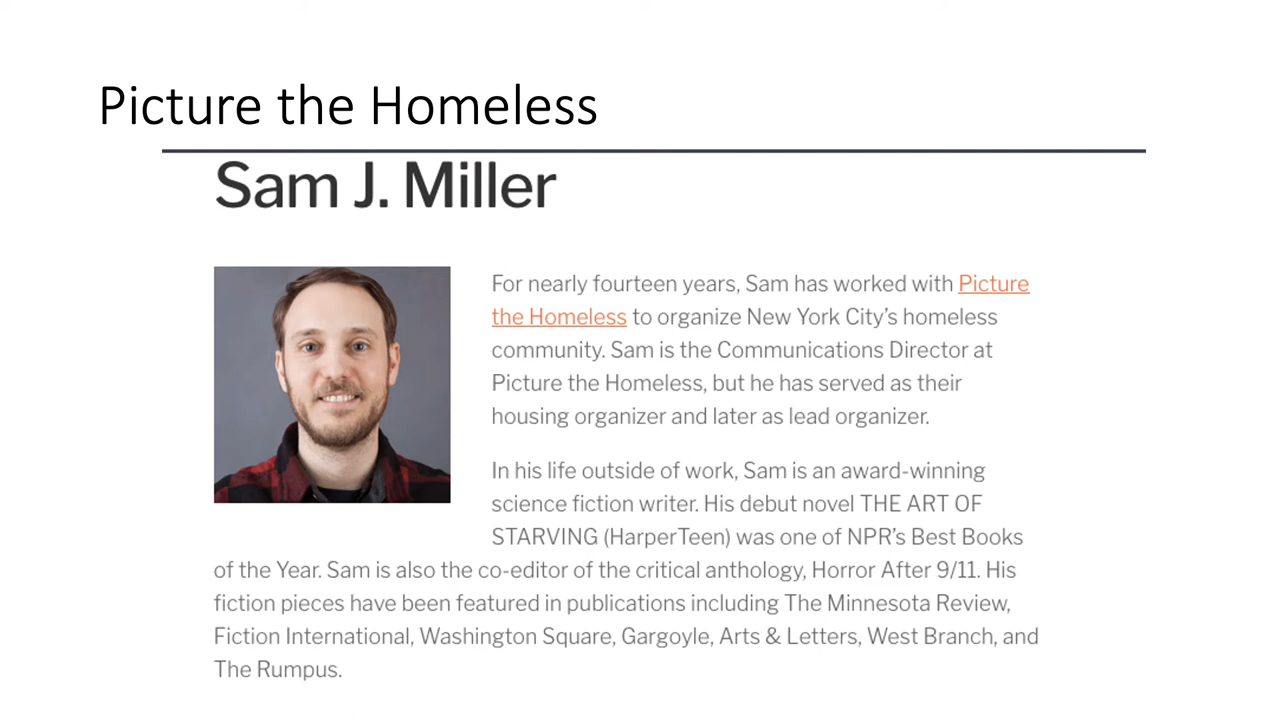 Picture the Homeless
Sam J. Miller
For nearly fourteen years, Sam has worked with Picture
the Homeless to organize New York City’s homeless
community. Sam is the Communications Director at
Picture the Homeless, but he has served as their
housing organizer and later as lead organizer.
In his life outside of work, Sam is an award-winning
science fiction writer. His debut novel THE ART OF
STARVING (HarperTeen) was one of NPR’s Best Books
of the Year. Sam is also the co-editor of the critical anthology, Horror After 9/11. His
fiction pieces have been featured in publications including The Minnesota Review,
Fiction International, Washington Square, Gargoyle, Arts & Letters, West Branch, and
The Rumpus.